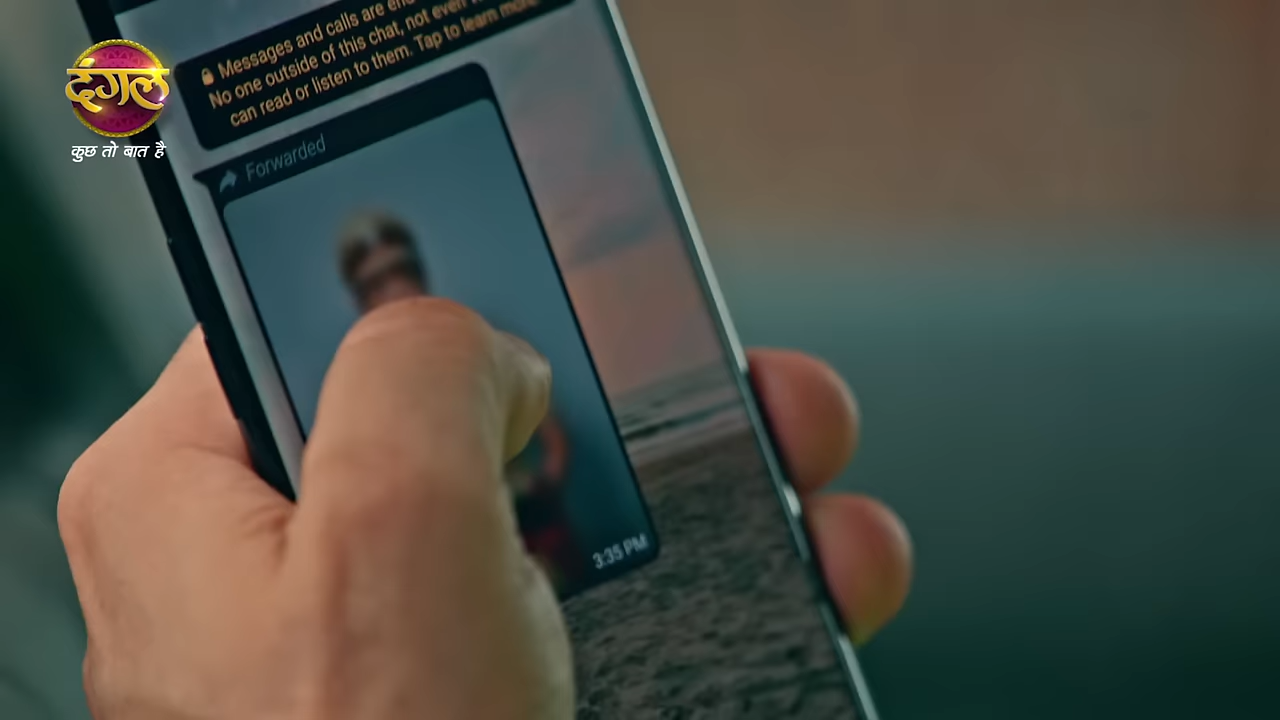 दंगल
कुछ तो बात है
Messages and calls are
No one outside of this chat, not even
can read or listen to them. Tap to learn more.
Forwarded
3:35 PM